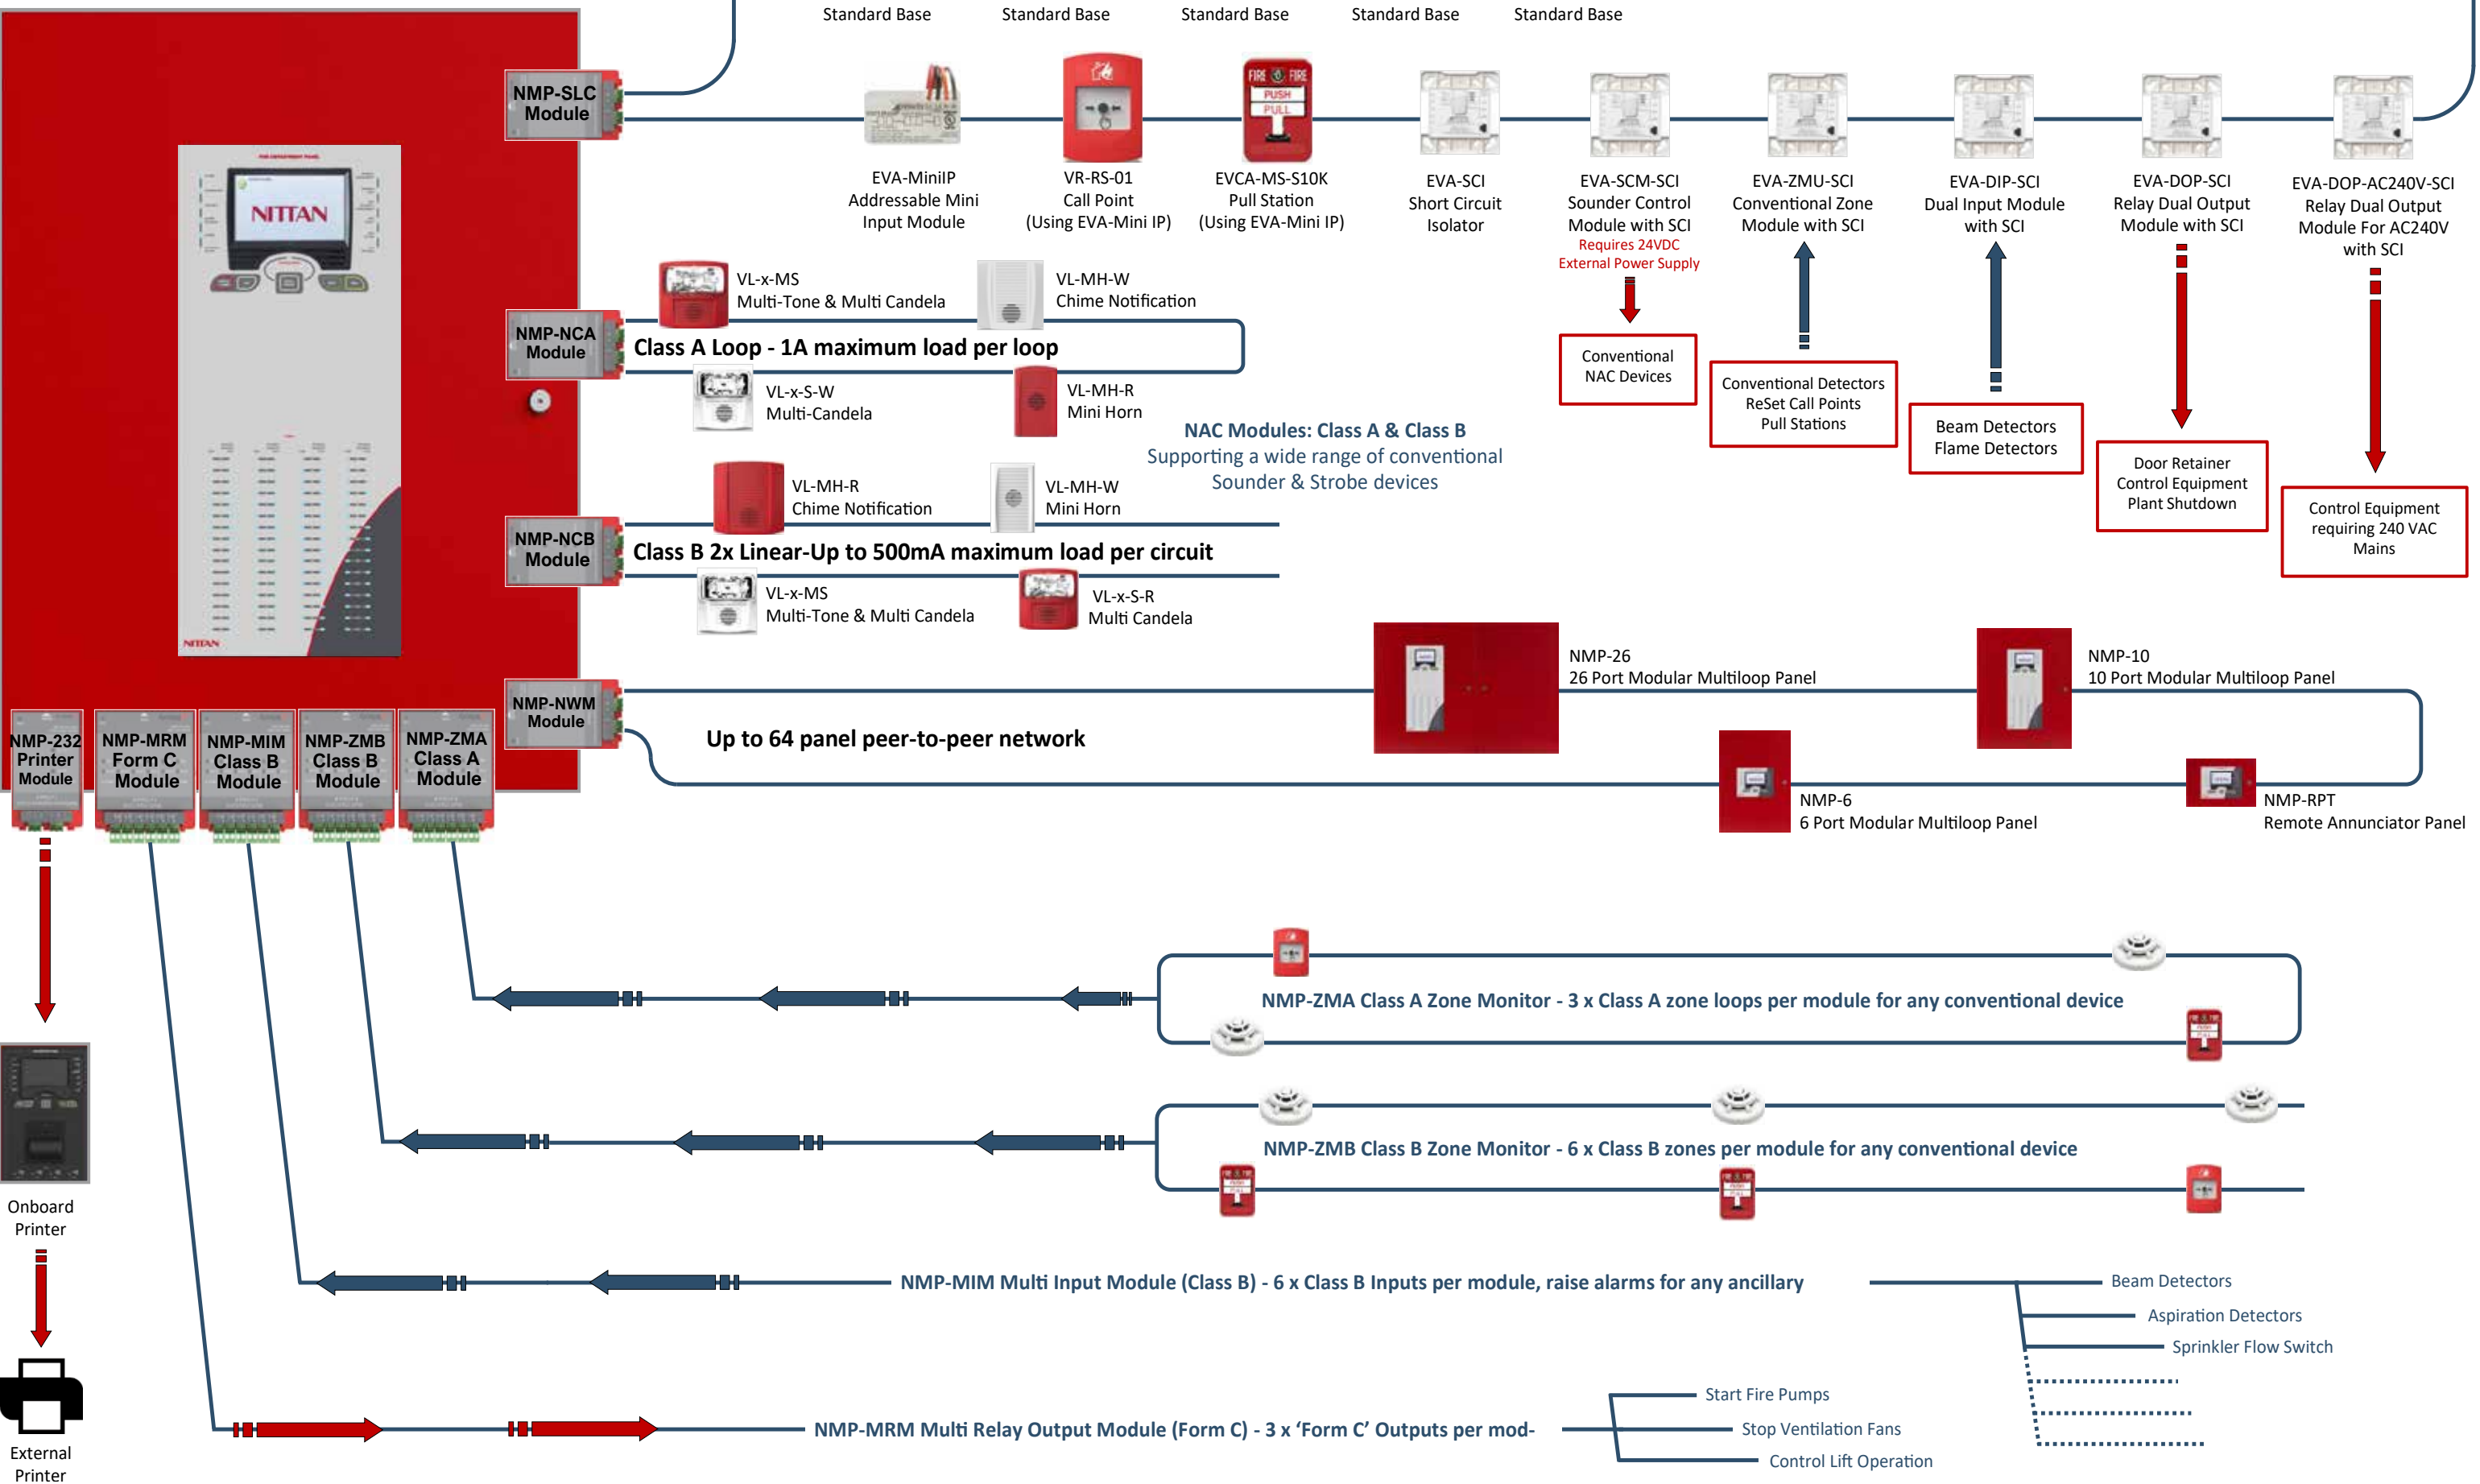 Standard Base
Standard Base
Standard Base
Standard Base
Standard Base
NMP-SLC
Module
FIRE FIRE
PUSH
PULL
EVA-MiniIP
Addressable Mini
Input Module
VR-RS-01
Call Point
(Using EVA-Mini IP)
EVCA-MS-S10K
Pull Station
(Using EVA-Mini IP)
EVA-SCI
Short Circuit
Isolator
EVA-SCM-SCI
Sounder Control
Module with SCI
Requires 24VDC
External Power Supply
EVA-ZMU-SCI
Conventional Zone
Module with SCI
EVA-DIP-SCI
Dual Input Module
with SCI
EVA-DOP-SCI
Relay Dual Output
Module with SCI
EVA-DOP-AC240V-SCI
Relay Dual Output
Module For AC240V
with SCI
Conventional
NAC Devices
Conventional Detectors
ReSet Call Points
Pull Stations
Beam Detectors
Flame Detectors
Door Retainer
Control Equipment
Plant Shutdown
Control Equipment
requiring 240 VAC
Mains
FIRE DEPARTMENT PANEL
NITTAN
NITTAN
NMP-NCA
Module
VL-x-MS
Multi-Tone & Multi Candela
VL-MH-W
Chime Notification
Class A Loop - 1A maximum load per loop
VL-x-S-W
Multi-Candela
VL-MH-R
Mini Horn
NAC Modules: Class A & Class B
Supporting a wide range of conventional
Sounder & Strobe devices
NMP-NCB
Module
VL-MH-R
Chime Notification
VL-MH-W
Mini Horn
Class B 2x Linear-Up to 500mA maximum load per circuit
VL-x-MS
Multi-Tone & Multi Candela
VL-x-S-R
Multi Candela
NMP-NWM
Module
NMP-26
26 Port Modular Multiloop Panel
NMP-10
10 Port Modular Multiloop Panel
Up to 64 panel peer-to-peer network
NMP-6
6 Port Modular Multiloop Panel
NMP-RPT
Remote Annunciator Panel
NMP-232
Printer
Module
NMP-MRM
Form C
Module
NMP-MIM
Class B
Module
NMP-ZMB
Class B
Module
NMP-ZMA
Class A
Module
NMP-ZMA Class A Zone Monitor - 3 x Class A zone loops per module for any conventional device
NMP-ZMB Class B Zone Monitor - 6 x Class B zones per module for any conventional device
Onboard
Printer
NMP-MIM Multi Input Module (Class B) - 6 x Class B Inputs per module, raise alarms for any ancillary
Beam Detectors
Aspiration Detectors
Sprinkler Flow Switch
NMP-MRM Multi Relay Output Module (Form C) - 3 x ‘Form C’ Outputs per mod-
Start Fire Pumps
Stop Ventilation Fans
Control Lift Operation
External
Printer